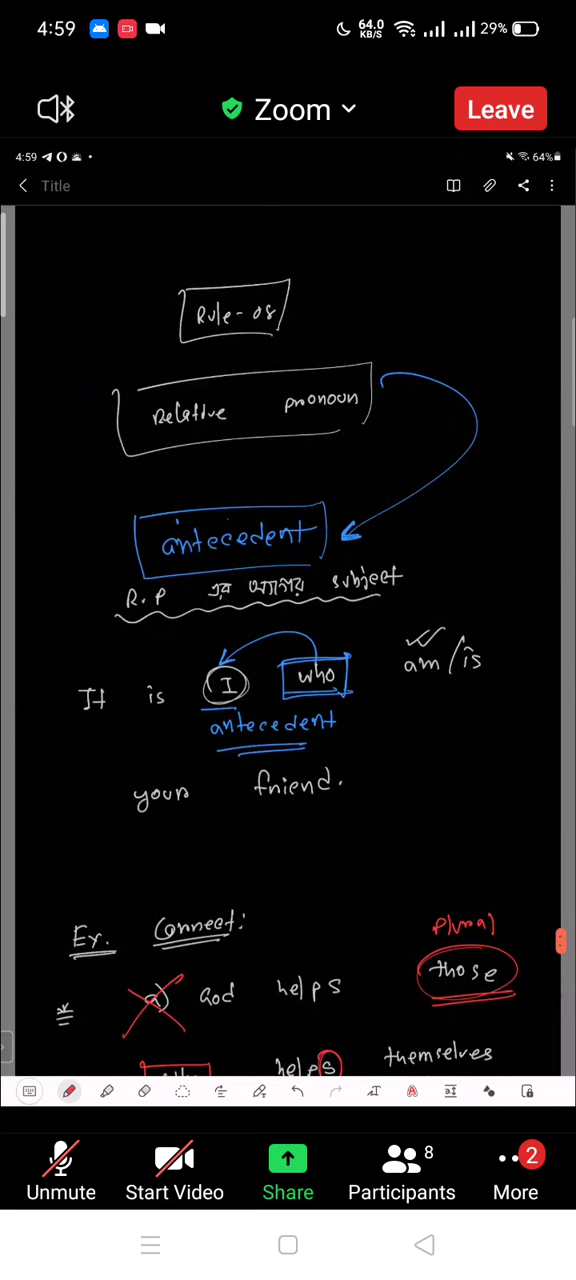 4:59 64.0 KB/S 29%
Zoom Leave
4:59 64%
Title
Rule-08
Relative pronoun
antecedent
R.P এর আগের subject
It is I who am/is
antecedent
your friend.
Ex. Connect:
plural
a) God helps those
helps themselves
Unmute Start Video Share Participants 8 More 2